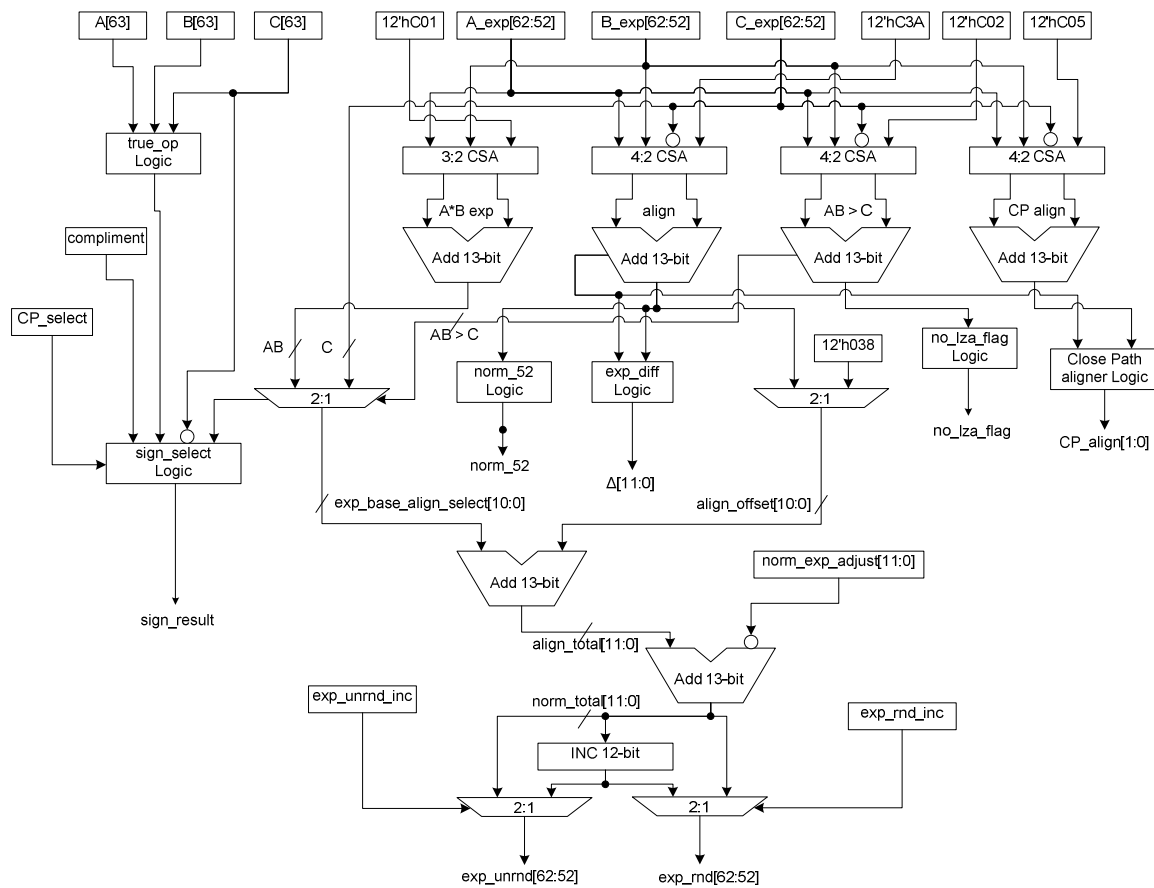 A[63]
B[63]
C[63]
12'hC01
A_exp[62:52]
B_exp[62:52]
C_exp[62:52]
12'hC3A
12'hC02
12'hC05
true_op
Logic
3:2 CSA
4:2 CSA
4:2 CSA
4:2 CSA
A*B exp
align
AB > C
CP align
compliment
Add 13-bit
Add 13-bit
Add 13-bit
Add 13-bit
CP_select
AB
C
AB > C
12'h038
no_lza_flag
Logic
Close Path
aligner Logic
norm_52
Logic
exp_diff
Logic
2:1
2:1
no_lza_flag
CP_align[1:0]
sign_select
Logic
norm_52
Δ[11:0]
exp_base_align_select[10:0]
align_offset[10:0]
Add 13-bit
norm_exp_adjust[11:0]
sign_result
align_total[11:0]
Add 13-bit
exp_unrnd_inc
norm_total[11:0]
exp_rnd_inc
INC 12-bit
2:1
2:1
exp_unrnd[62:52]
exp_rnd[62:52]